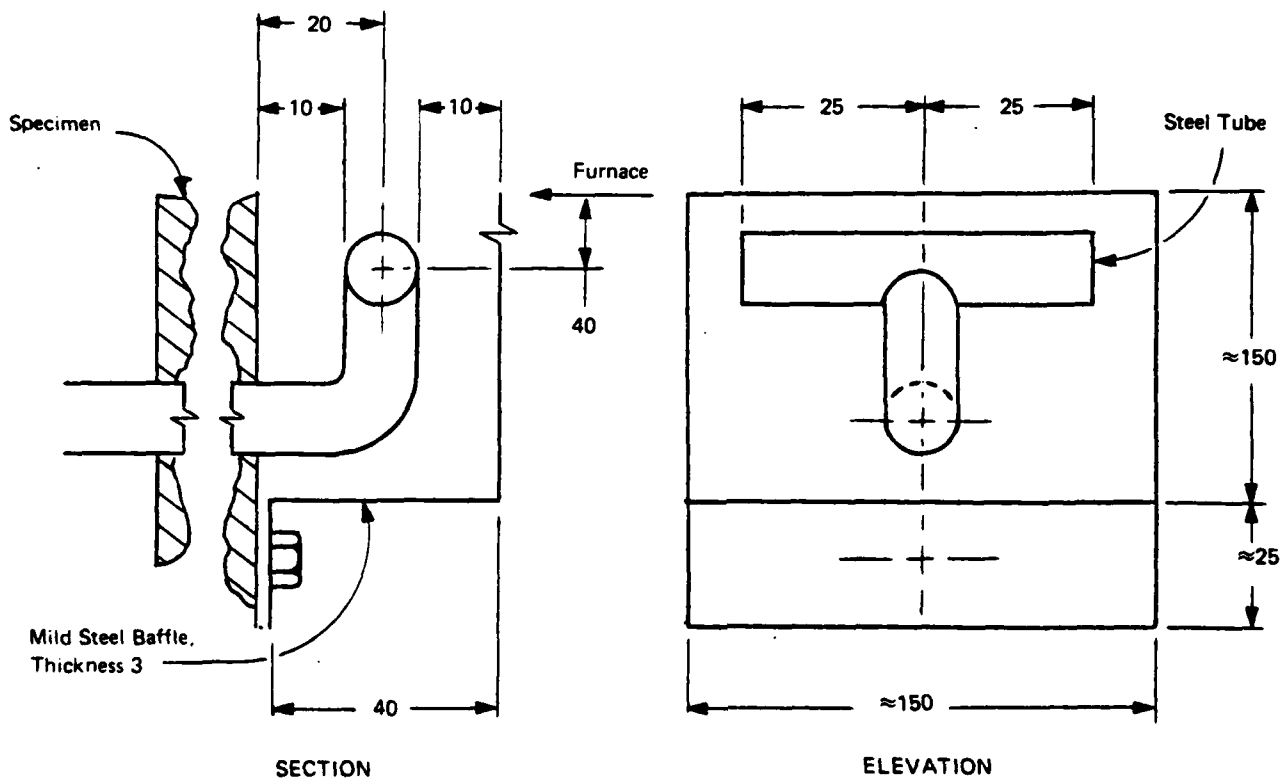 20
10
10
25
25
Specimen
Steel Tube
Furnace
40
≈150
≈25
Mild Steel Baffle,
Thickness 3
40
≈150
SECTION
ELEVATION